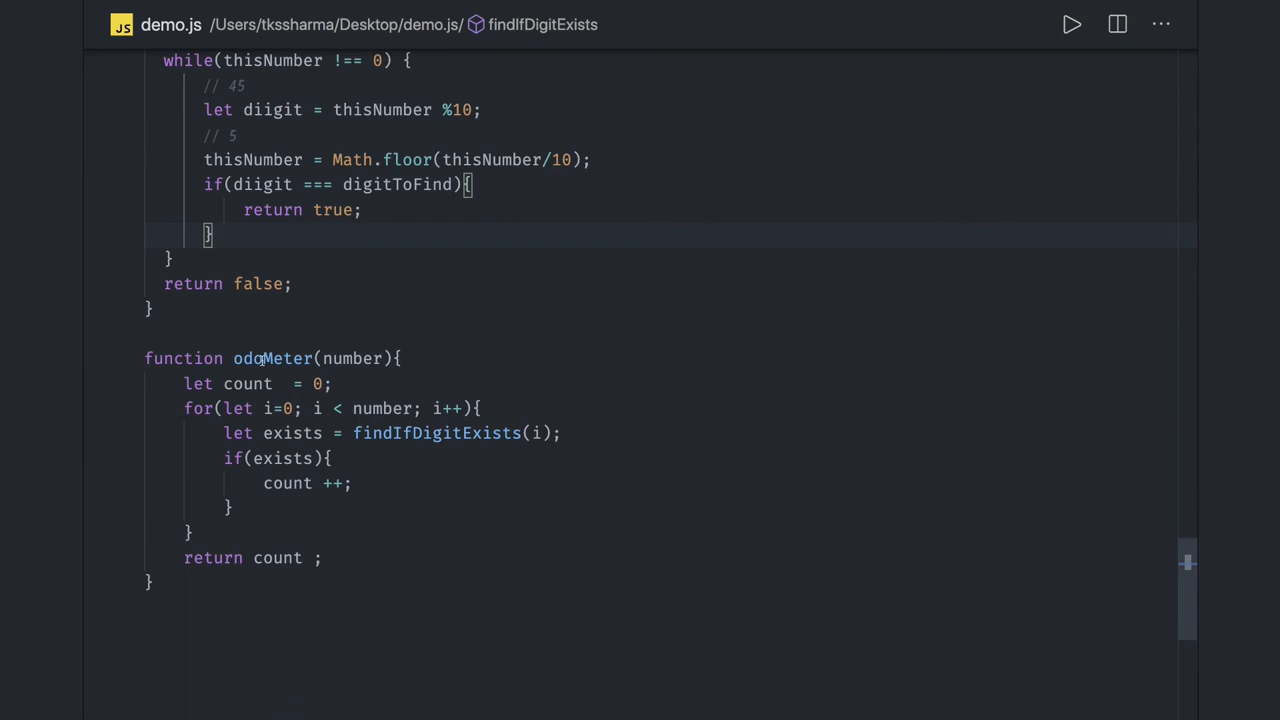 JS demo.js /Users/tkssharma/Desktop/demo.js/ findIfDigitExists ...
while(thisNumber !== 0) {
// 45
let diigit = thisNumber %10;
// 5
thisNumber = Math.floor(thisNumber/10);
if(diigit === digitToFind){
return true;
}
}
return false;
}
function odoMeter(number){
let count  = 0;
for(let i=0; i < number; i++){
let exists = findIfDigitExists(i);
if(exists){
count ++;
}
}
return count ;
}